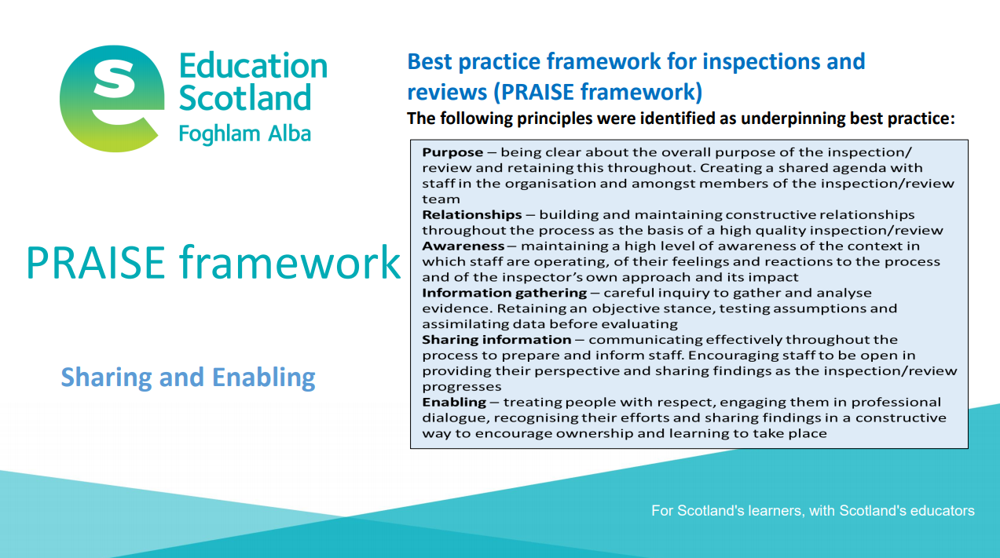 Education
Scotland
Foghlam Alba
PRAISE framework
Sharing and Enabling
Best practice framework for inspections and
reviews (PRAISE framework)
The following principles were identified as underpinning best practice:
Purpose – being clear about the overall purpose of the inspection/
review and retaining this throughout. Creating a shared agenda with
staff in the organisation and amongst members of the inspection/review
team
Relationships – building and maintaining constructive relationships
throughout the process as the basis of a high quality inspection/review
Awareness – maintaining a high level of awareness of the context in
which staff are operating, of their feelings and reactions to the process
and of the inspector’s own approach and its impact
Information gathering – careful inquiry to gather and analyse
evidence. Retaining an objective stance, testing assumptions and
assimilating data before evaluating
Sharing information – communicating effectively throughout the
process to prepare and inform staff. Encouraging staff to be open in
providing their perspective and sharing findings as the inspection/review
progresses
Enabling – treating people with respect, engaging them in professional
dialogue, recognising their efforts and sharing findings in a constructive
way to encourage ownership and learning to take place
For Scotland's learners, with Scotland's educators